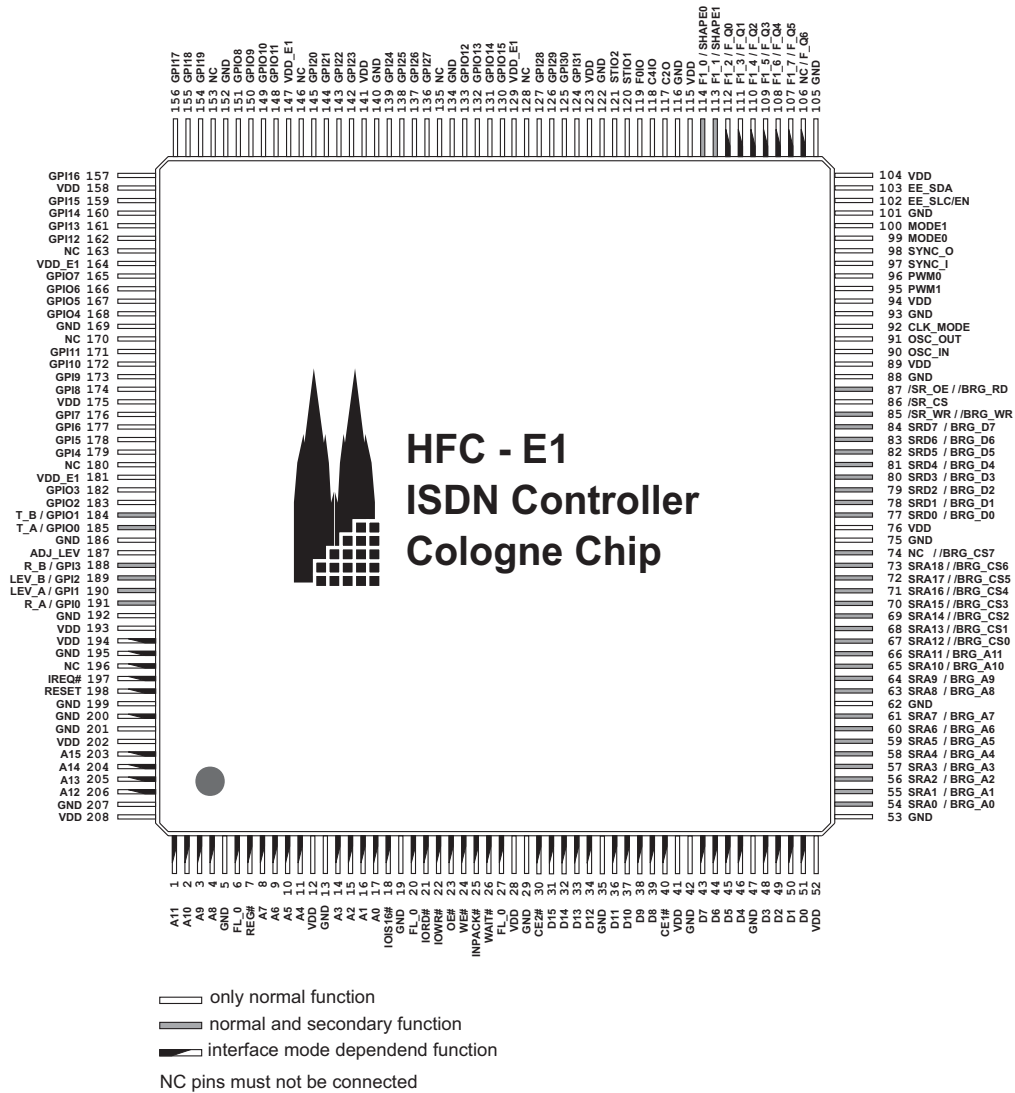 156 GPI17
155 GPI18
154 GPI19
153 NC
152 GND
151 GPIO8
150 GPIO9
149 GPIO10
148 GPIO11
147 VDD_E1
146 NC
145 GPI20
144 GPI21
143 GPI22
142 GPI23
141 VDD
140 GND
139 GPI24
138 GPI25
137 GPI26
136 GPI27
135 NC
134 GND
133 GPIO12
132 GPIO13
131 GPIO14
130 GPIO15
129 VDD_E1
128 NC
127 GPI28
126 GPI29
125 GPI30
124 GPI31
123 VDD
122 GND
121 STIO2
120 STIO1
119 F0IO
118 C4IO
117 C2O
116 GND
115 VDD
114 F1_0 / SHAPE0
113 F1_1 / SHAPE1
112 F1_2 / F_Q0
111 F1_3 / F_Q1
110 F1_4 / F_Q2
109 F1_5 / F_Q3
108 F1_6 / F_Q4
107 F1_7 / F_Q5
106 NC / F_Q6
105 GND
GPI16 157
VDD 158
GPI15 159
GPI14 160
GPI13 161
GPI12 162
NC 163
VDD_E1 164
GPIO7 165
GPIO6 166
GPIO5 167
GPIO4 168
GND 169
NC 170
GPI11 171
GPI10 172
GPI9 173
GPI8 174
VDD 175
GPI7 176
GPI6 177
GPI5 178
GPI4 179
NC 180
VDD_E1 181
GPIO3 182
GPIO2 183
T_B / GPIO1 184
T_A / GPIO0 185
GND 186
ADJ_LEV 187
R_B / GPI3 188
LEV_B / GPI2 189
LEV_A / GPI1 190
R_A / GPI0 191
GND 192
VDD 193
VDD 194
GND 195
NC 196
IREQ# 197
RESET 198
GND 199
GND 200
GND 201
VDD 202
A15 203
A14 204
A13 205
A12 206
GND 207
VDD 208
HFC - E1
ISDN Controller
Cologne Chip
104 VDD
103 EE_SDA
102 EE_SLC/EN
101 GND
100 MODE1
99 MODE0
98 SYNC_O
97 SYNC_I
96 PWM0
95 PWM1
94 VDD
93 GND
92 CLK_MODE
91 OSC_OUT
90 OSC_IN
89 VDD
88 GND
87 /SR_OE / /BRG_RD
86 /SR_CS
85 /SR_WR / /BRG_WR
84 SRD7 / BRG_D7
83 SRD6 / BRG_D6
82 SRD5 / BRG_D5
81 SRD4 / BRG_D4
80 SRD3 / BRG_D3
79 SRD2 / BRG_D2
78 SRD1 / BRG_D1
77 SRD0 / BRG_D0
76 VDD
75 GND
74 NC / /BRG_CS7
73 SRA18 / /BRG_CS6
72 SRA17 / /BRG_CS5
71 SRA16 / /BRG_CS4
70 SRA15 / /BRG_CS3
69 SRA14 / /BRG_CS2
68 SRA13 / /BRG_CS1
67 SRA12 / /BRG_CS0
66 SRA11 / BRG_A11
65 SRA10 / BRG_A10
64 SRA9 / BRG_A9
63 SRA8 / BRG_A8
62 GND
61 SRA7 / BRG_A7
60 SRA6 / BRG_A6
59 SRA5 / BRG_A5
58 SRA4 / BRG_A4
57 SRA3 / BRG_A3
56 SRA2 / BRG_A2
55 SRA1 / BRG_A1
54 SRA0 / BRG_A0
53 GND
A11 1
A10 2
A9 3
A8 4
GND 5
FL_0 6
REG# 7
A7 8
A6 9
A5 10
A4 11
VDD 12
GND 13
A3 14
A2 15
A1 16
A0 17
IOIS16# 18
GND 19
FL_0 20
IORD# 21
IOWR# 22
OE# 23
WE# 24
INPACK# 25
WAIT# 26
FL_0 27
VDD 28
GND 29
CE2# 30
D15 31
D14 32
D13 33
D12 34
GND 35
D11 36
D10 37
D9 38
D8 39
CE1# 40
VDD 41
GND 42
D7 43
D6 44
D5 45
D4 46
GND 47
D3 48
D2 49
D1 50
D0 51
VDD 52
only normal function
normal and secondary function
interface mode dependend function
NC pins must not be connected